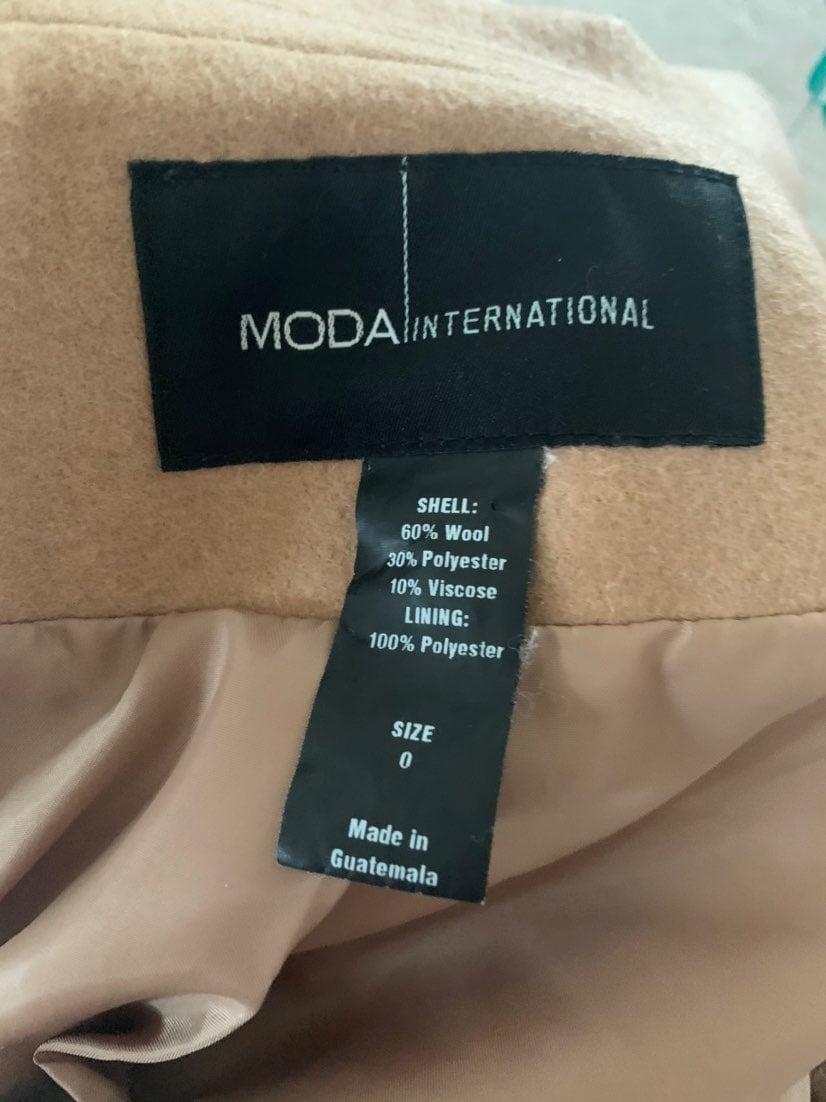 MODA INTERNATIONAL
SHELL:
60% Wool
30% Polyester
10% Viscose
LINING:
100% Polyester
SIZE
0
Made in
Guatemala